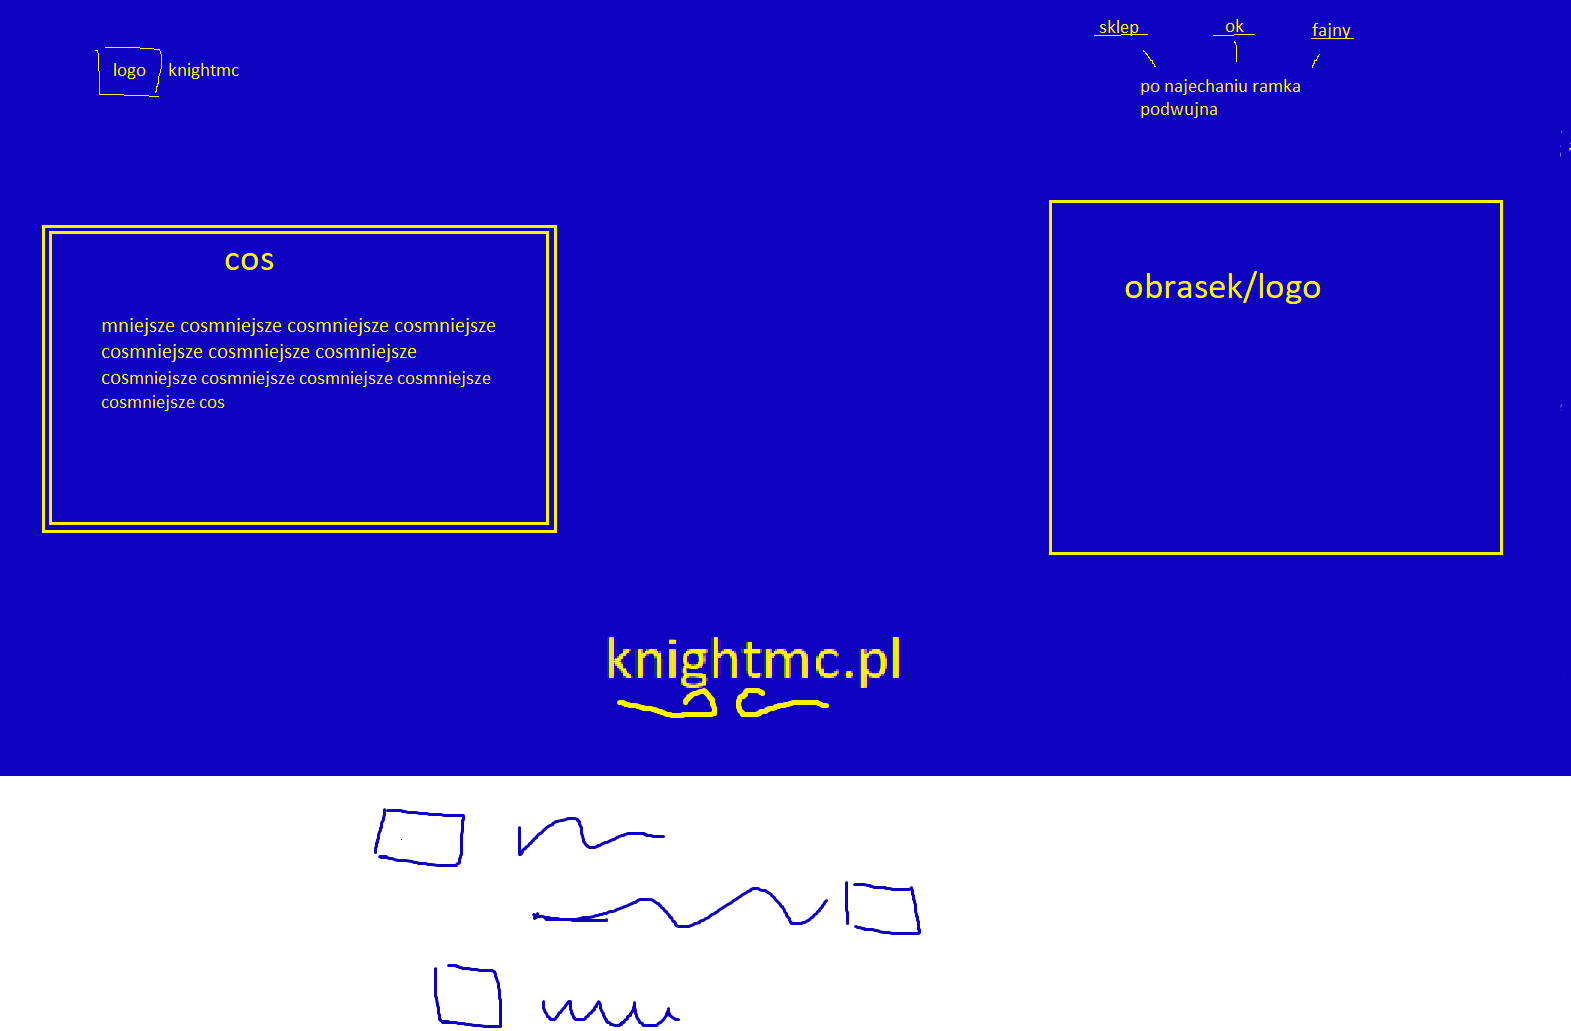 sklep
ok
fajny
logo knightmc
po najechaniu ramka
podwujna
cos
mniejsze cosmniejsze cosmniejsze cosmniejsze
cosmniejsze cosmniejsze cosmniejsze
cosmniejsze cosmniejsze cosmniejsze cosmniejsze
cosmniejsze cos
obrasek/logo
knightmc.pl